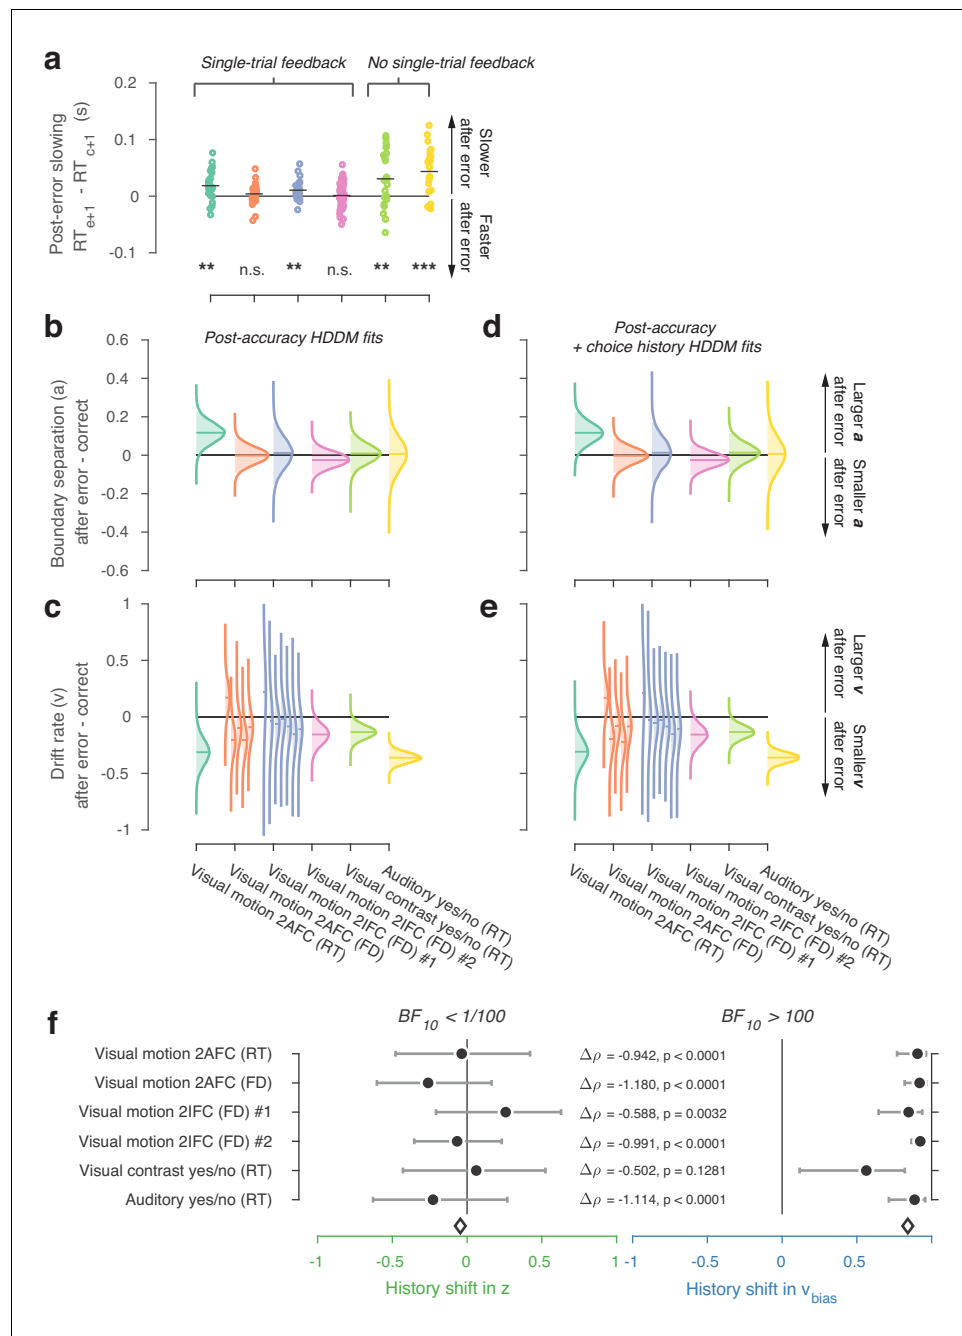 a
Single-trial feedback
No single-trial feedback
Post-error slowing
RT e+1 - RT c+1 (s)
0.2
0.1
0
-0.1
** n.s. ** n.s. ** ***
Slower
after error
Faster
after error
b
Post-accuracy HDDM fits
Boundary separation (a)
after error - correct
0.6
0.4
0.2
0
-0.2
-0.4
-0.6
d
Post-accuracy
+ choice history HDDM fits
Larger a
after error
Smaller a
after error
c
Drift rate (v)
after error - correct
1
0.5
0
-0.5
-1
e
Larger v
after error
Smaller v
after error
Visual motion 2AFC (RT)
Visual motion 2AFC (FD)
Visual motion 2IFC (FD) #1
Visual motion 2IFC (FD) #2
Visual contrast yes/no (RT)
Auditory yes/no (RT)
Visual motion 2AFC (RT)
Visual motion 2AFC (FD)
Visual motion 2IFC (FD) #1
Visual motion 2IFC (FD) #2
Visual contrast yes/no (RT)
Auditory yes/no (RT)
f
BF10 < 1/100
BF10 > 100
Visual motion 2AFC (RT) Δρ = -0.942, p < 0.0001
Visual motion 2AFC (FD) Δρ = -1.180, p < 0.0001
Visual motion 2IFC (FD) #1 Δρ = -0.588, p = 0.0032
Visual motion 2IFC (FD) #2 Δρ = -0.991, p < 0.0001
Visual contrast yes/no (RT) Δρ = -0.502, p = 0.1281
Auditory yes/no (RT) Δρ = -1.114, p < 0.0001
-1 -0.5 0 0.5 1
-1 -0.5 0 0.5
History shift in z
History shift in vbias